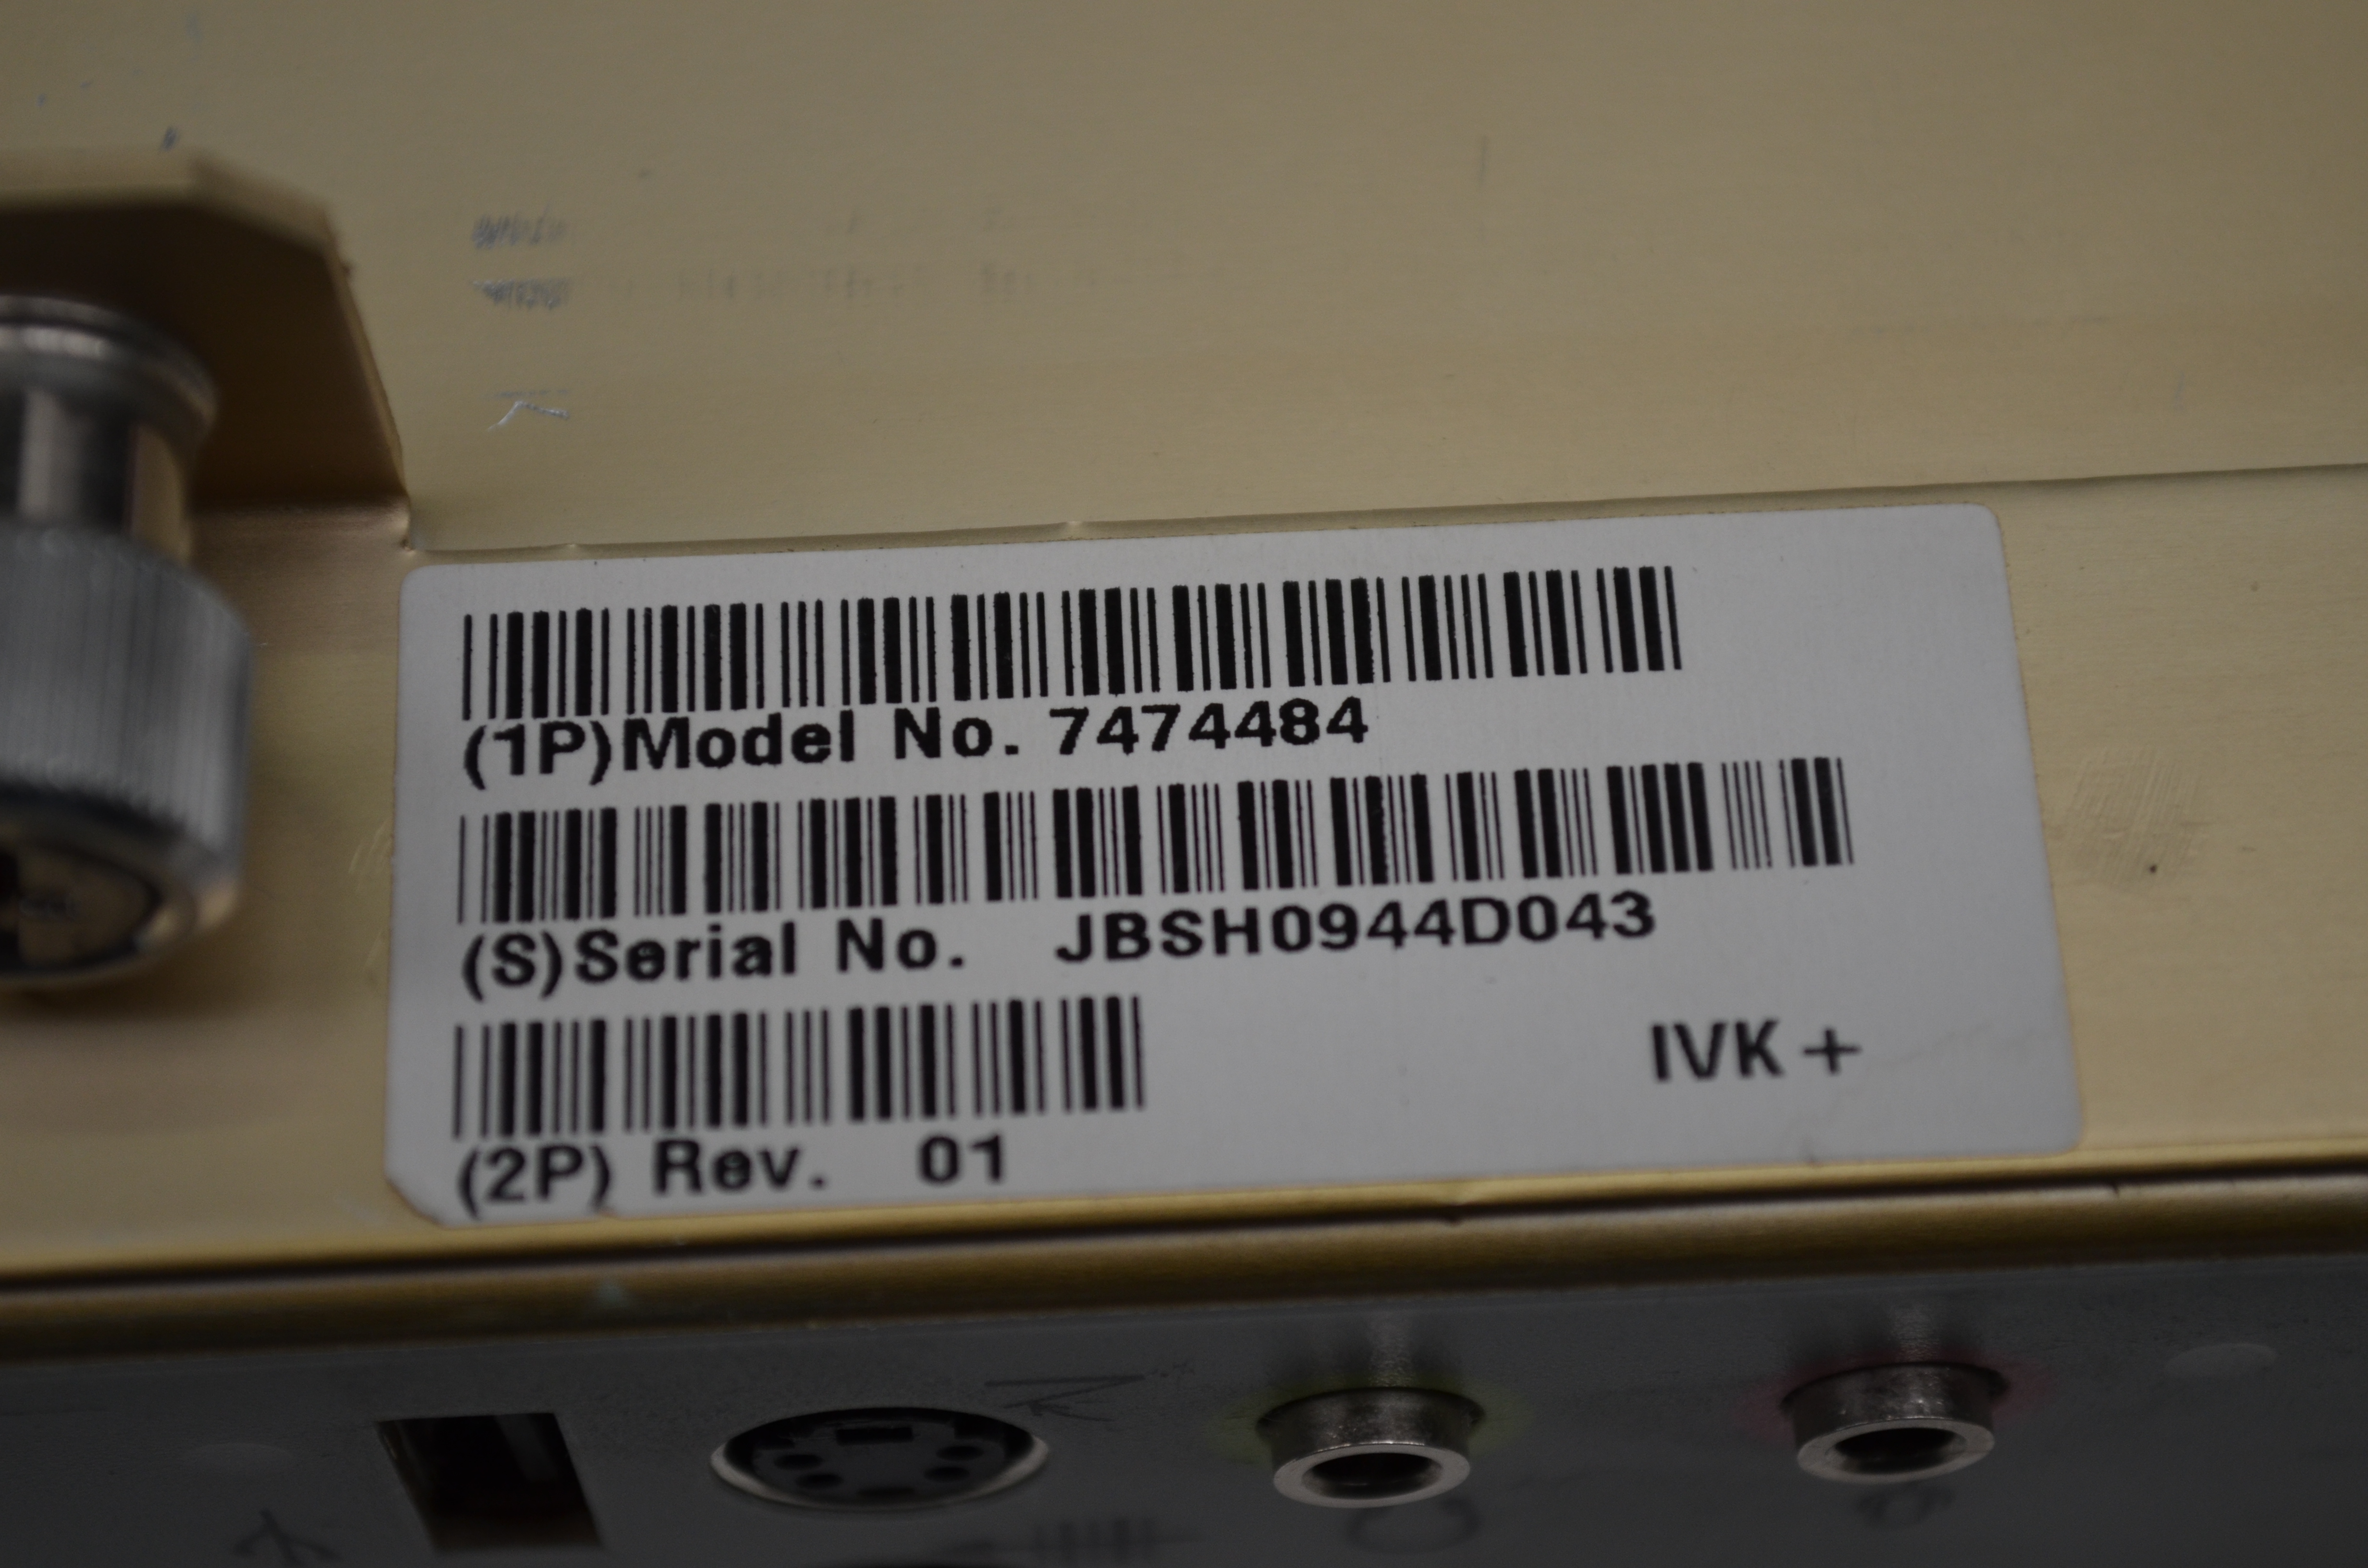 (1P)Model No. 7474484
(S)Serial No. JBSH0944D043
IVK +
(2P) Rev. 01